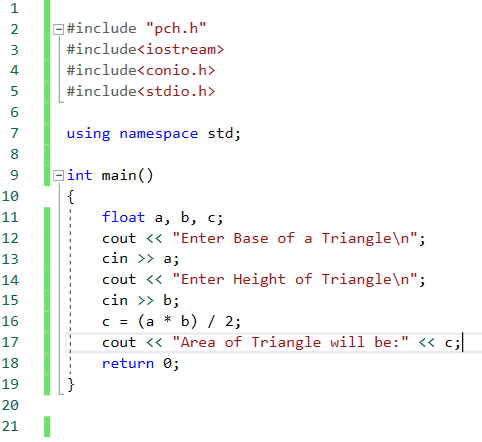 1
2 #include "pch.h"
3 #include<iostream>
4 #include<conio.h>
5 #include<stdio.h>
6
7 using namespace std;
8
9 int main()
10 {
11 float a, b, c;
12 cout << "Enter Base of a Triangle\n";
13 cin >> a;
14 cout << "Enter Height of Triangle\n";
15 cin >> b;
16 c = (a * b) / 2;
17 cout << "Area of Triangle will be:" << c;
18 return 0;
19 }
20
21